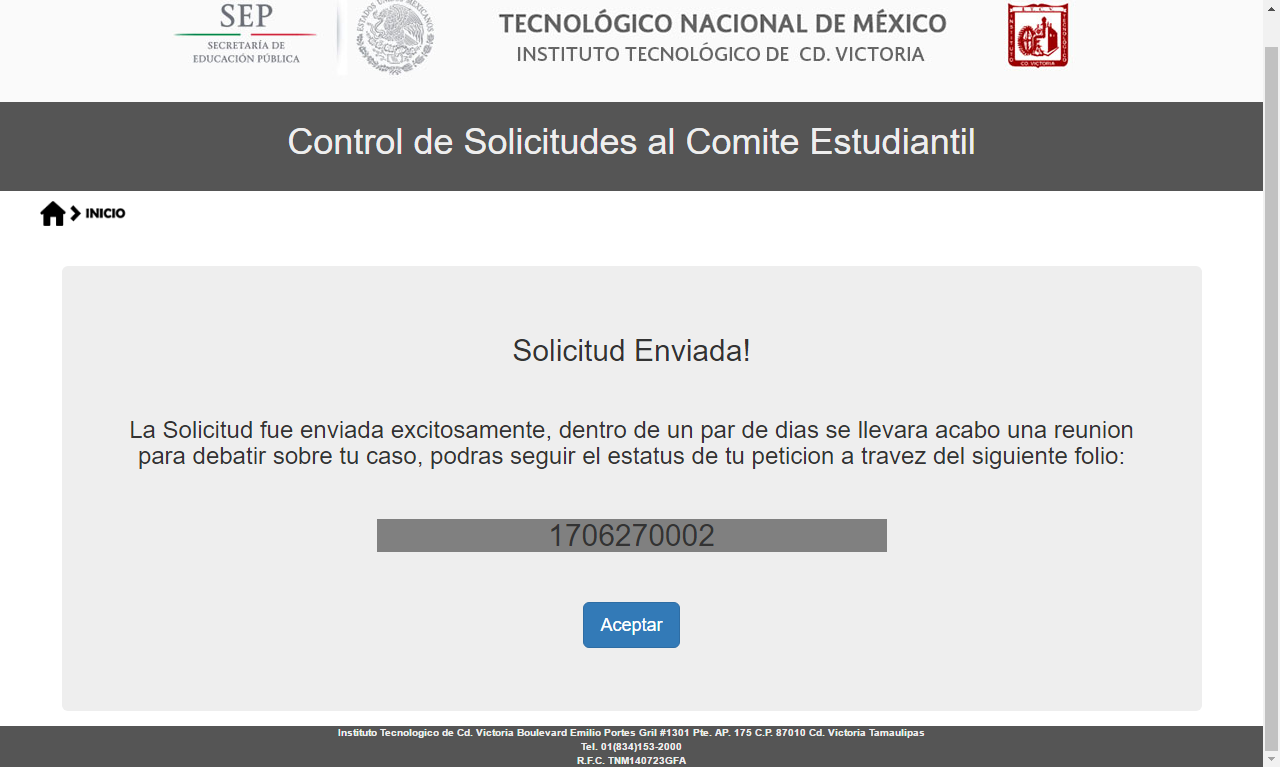 SEP
SECRETARÍA DE
EDUCACIÓN PÚBLICA
ESTADOS UNIDOS MEXICANOS
TECNOLÓGICO NACIONAL DE MÉXICO
INSTITUTO TECNOLÓGICO DE CD. VICTORIA
INSTITUTO TECNOLOGICO
CD. VICTORIA
Control de Solicitudes al Comite Estudiantil
INICIO
Solicitud Enviada!
La Solicitud fue enviada excitosamente, dentro de un par de dias se llevara acabo una reunion
para debatir sobre tu caso, podras seguir el estatus de tu peticion a travez del siguiente folio:
1706270002
Aceptar
Instituto Tecnologico de Cd. Victoria Boulevard Emilio Portes Gril #1301 Pte. AP. 175 C.P. 87010 Cd. Victoria Tamaulipas
Tel. 01(834)153-2000
R.F.C. TNM140723GFA